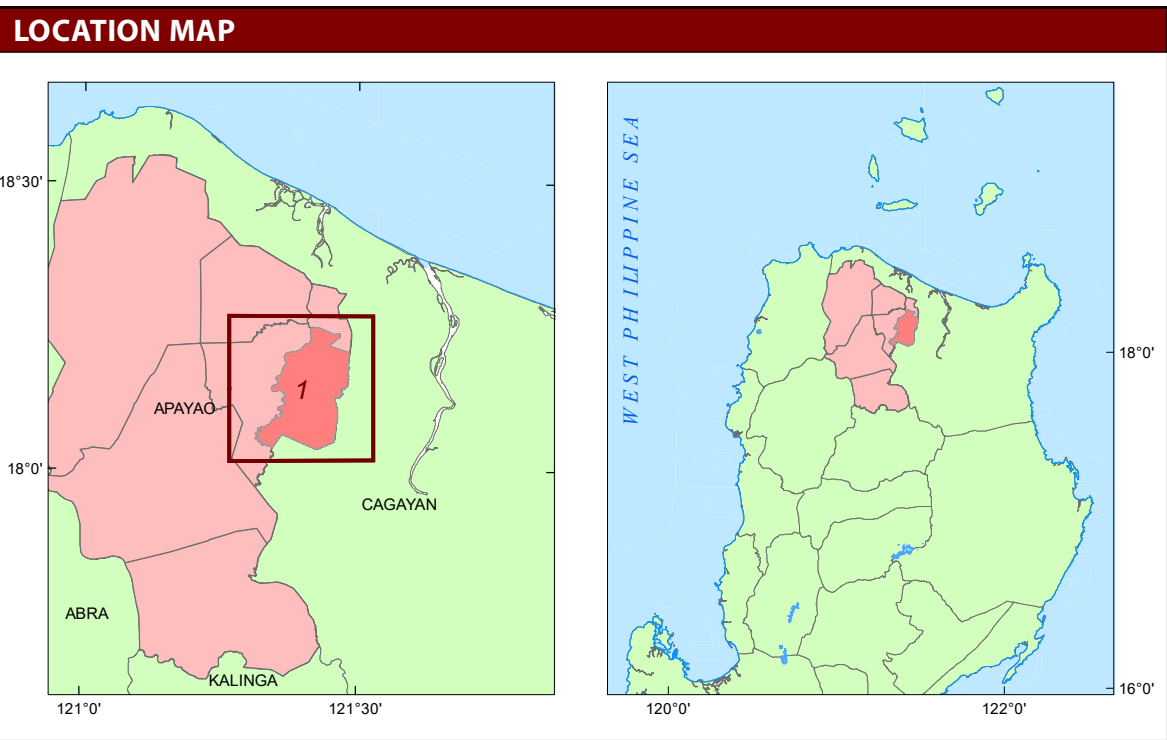 LOCATION MAP
18°30'
1
APAYAO
18°0'
CAGAYAN
ABRA
KALINGA
121°0'
121°30'
WEST PHILIPPINE SEA
18°0'
16°0'
120°0'
122°0'